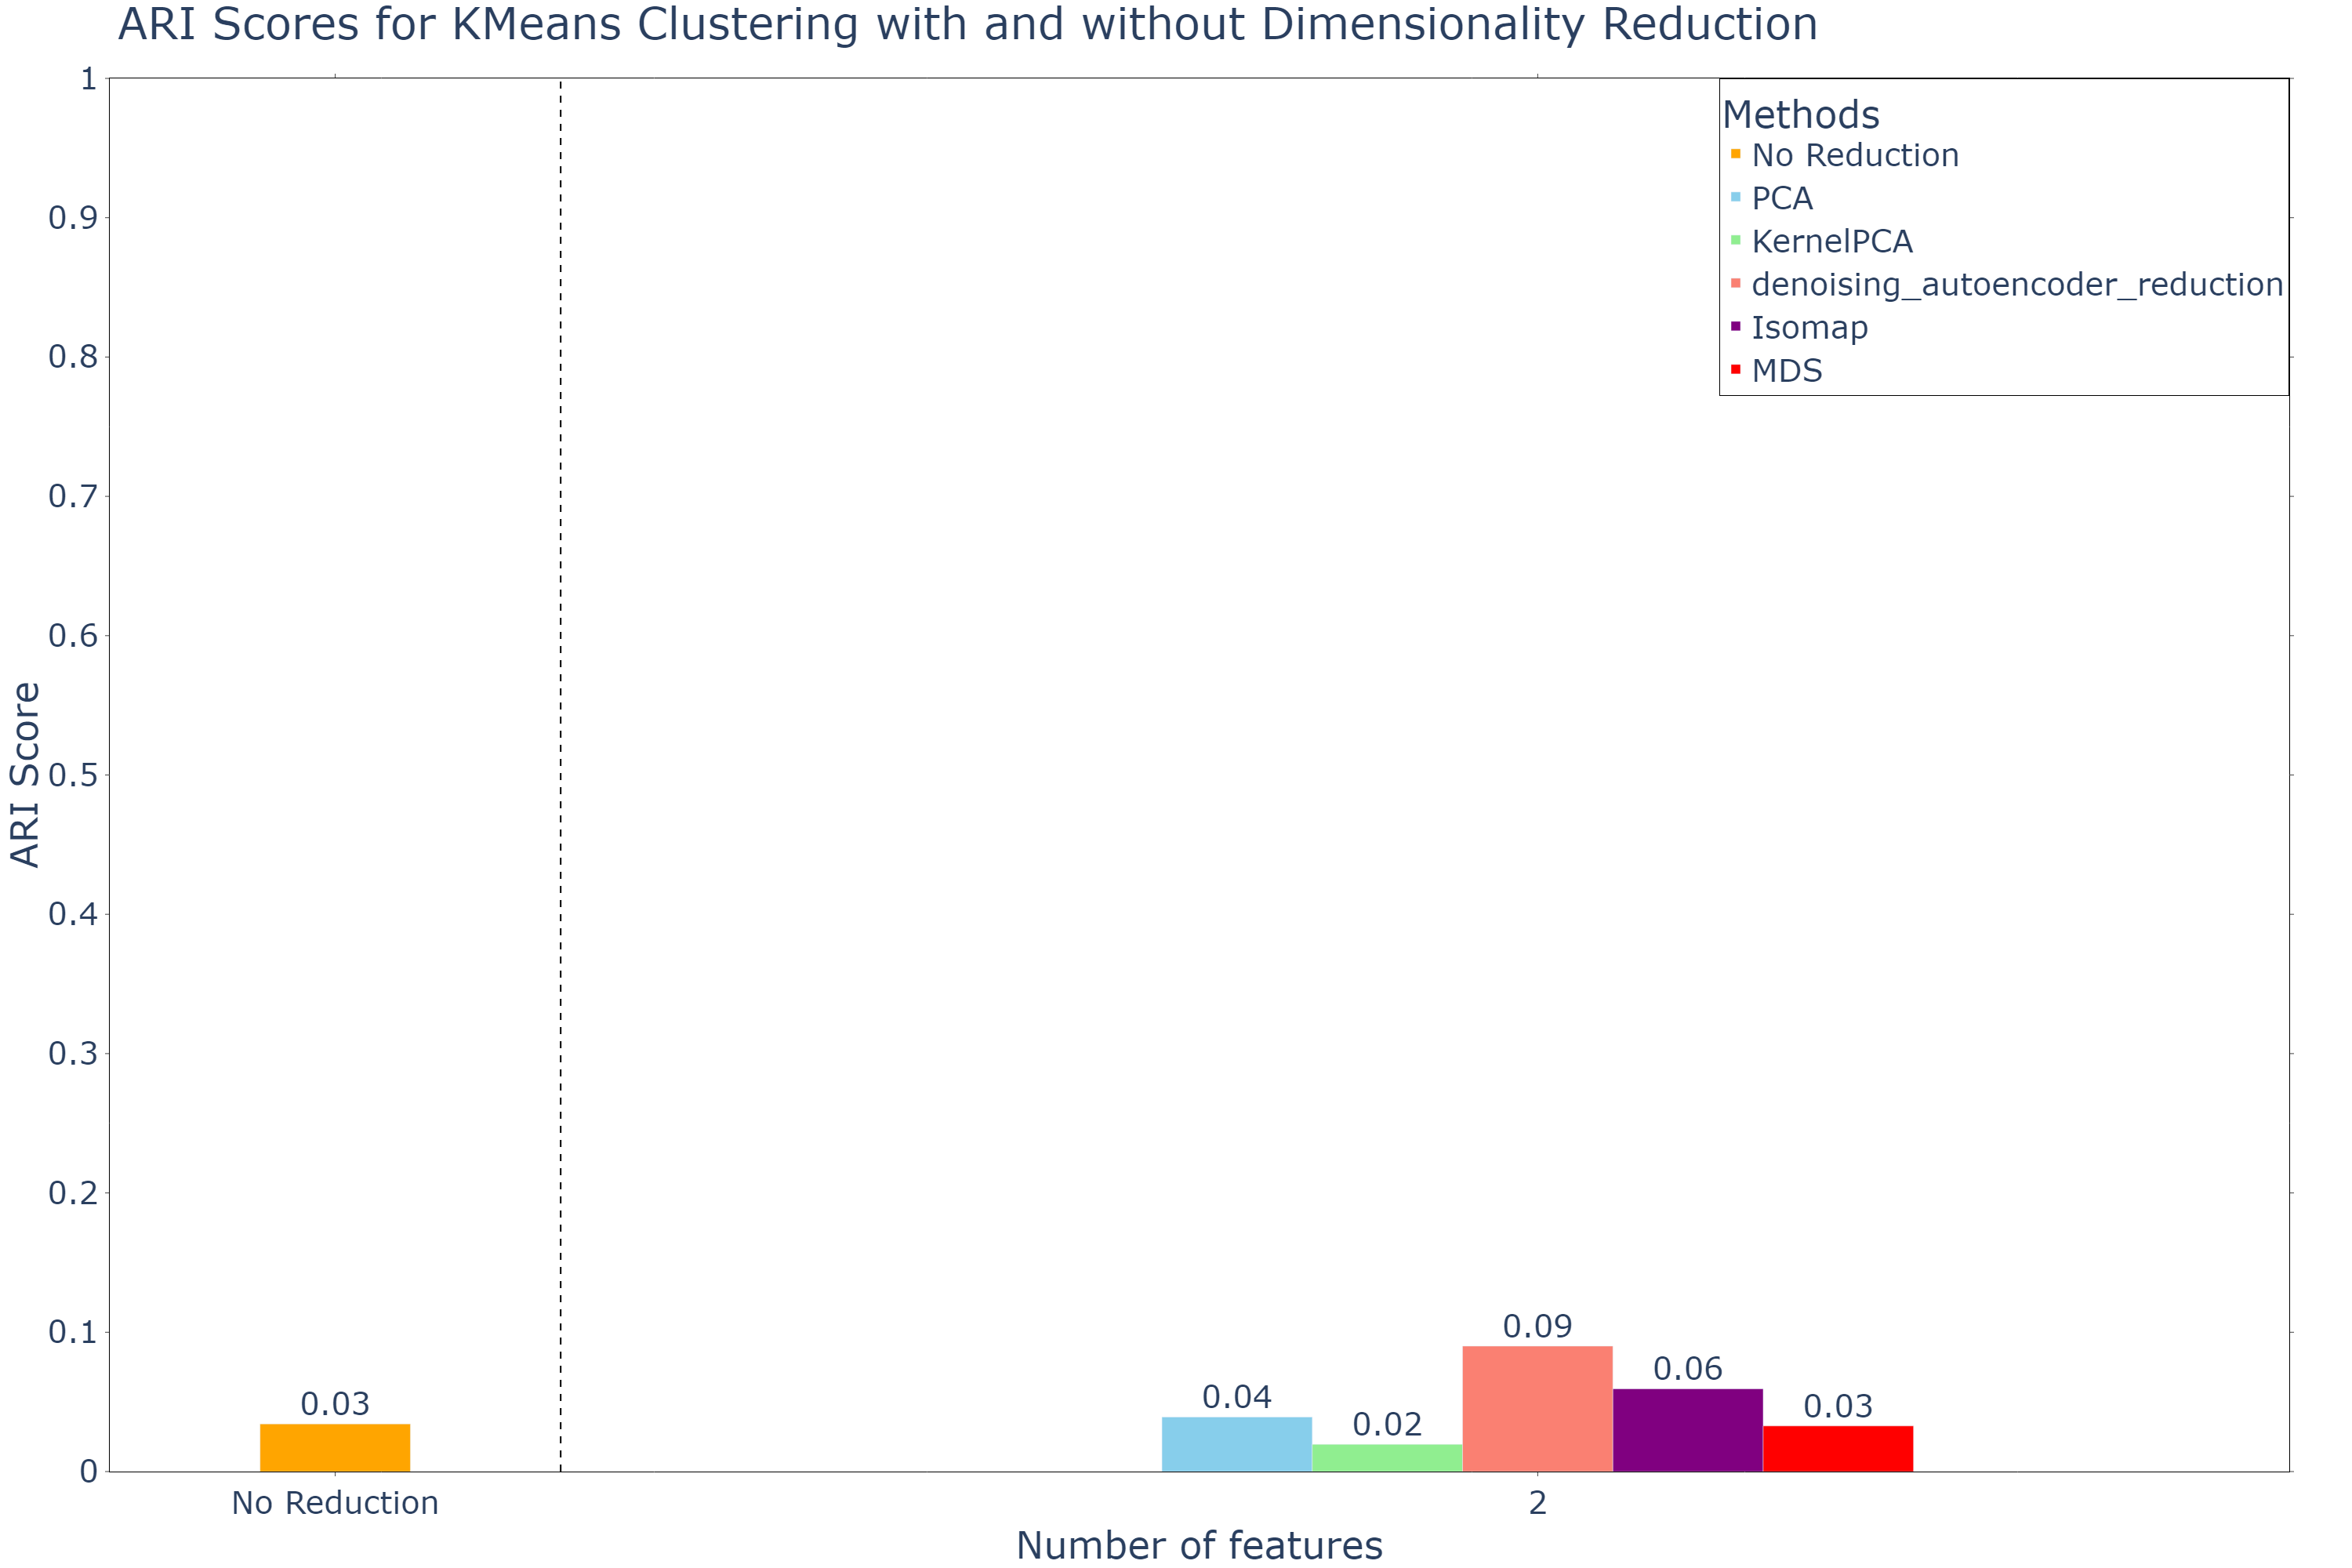 ARI Scores for KMeans Clustering with and without Dimensionality Reduction
Methods
No Reduction
PCA
KernelPCA
denoising_autoencoder_reduction
Isomap
MDS
ARI Score
1
0.9
0.8
0.7
0.6
0.5
0.4
0.3
0.2
0.1
0
0.03
0.04
0.02
0.09
0.06
0.03
No Reduction
2
Number of features